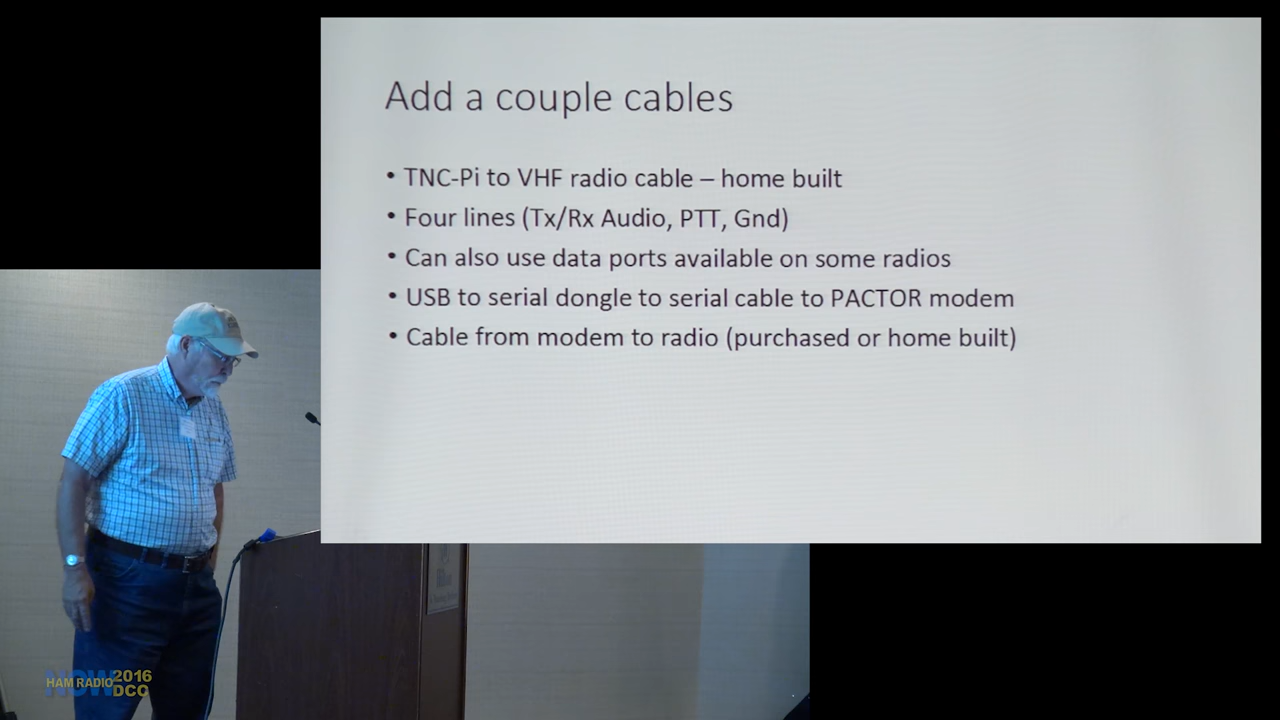 Add a couple cables
• TNC-Pi to VHF radio cable – home built
• Four lines (Tx/Rx Audio, PTT, Gnd)
• Can also use data ports available on some radios
• USB to serial dongle to serial cable to PACTOR modem
• Cable from modem to radio (purchased or home built)
HAM RADIO NOW 2016 DCC